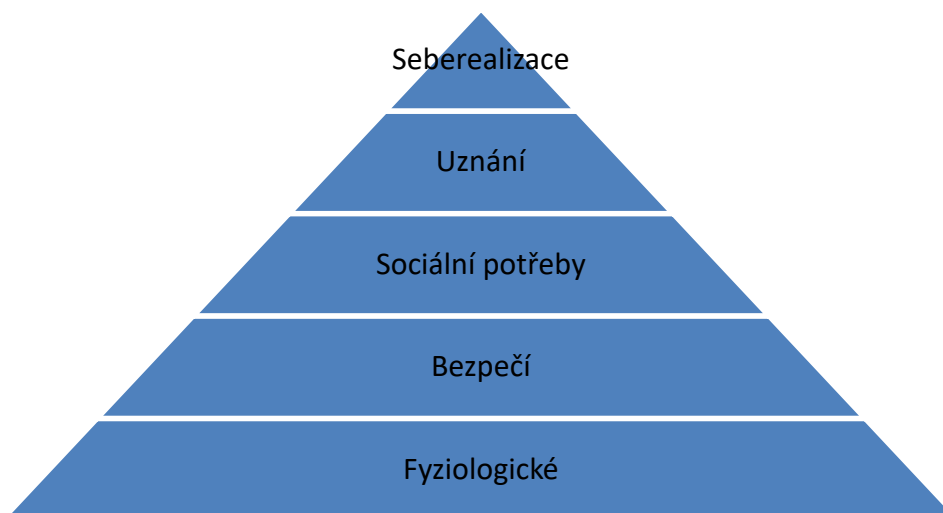 Seberealizace
Uznání
Sociální potřeby
Bezpečí
Fyziologické